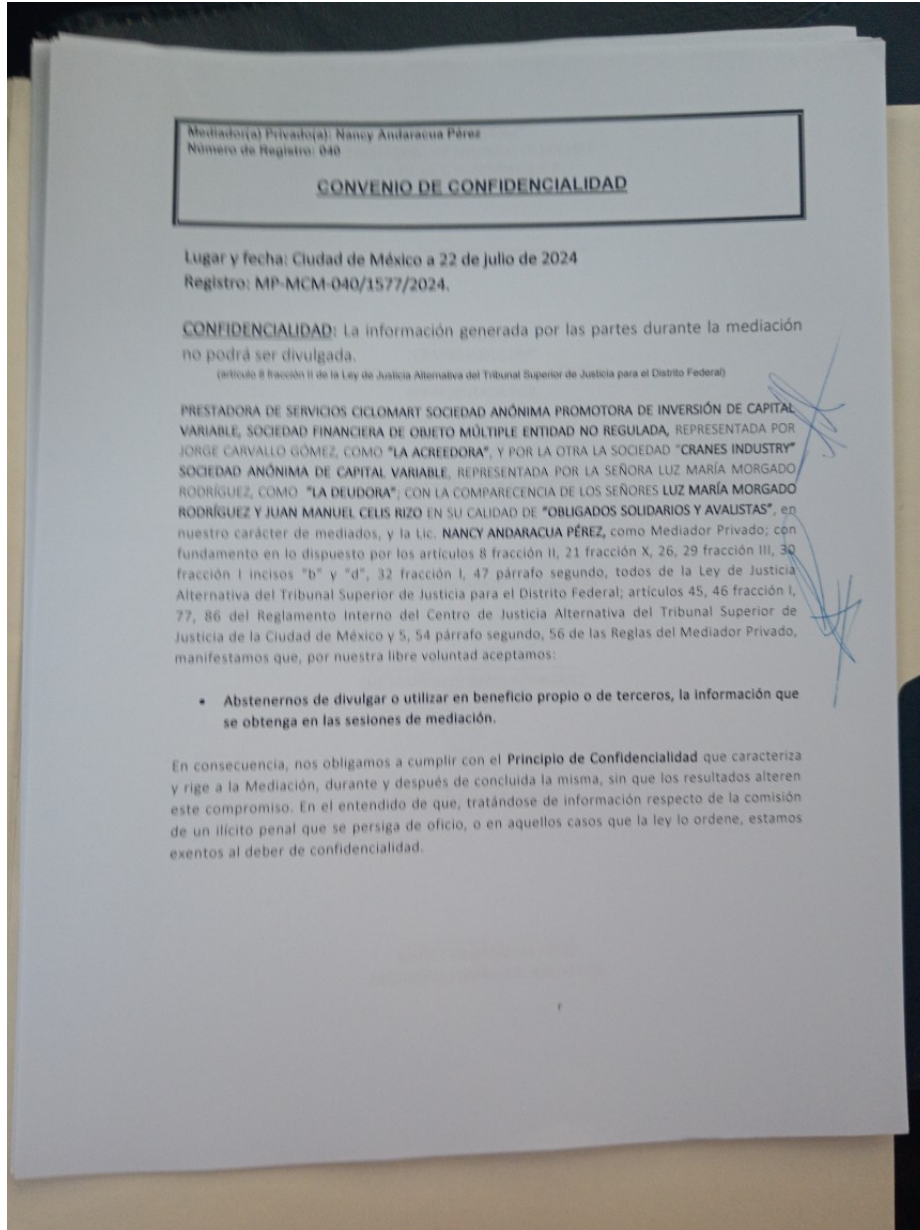 Mediador(a) Privado(a): Nancy Andaracua Pérez
Número de Registro: 040
CONVENIO DE CONFIDENCIALIDAD
Lugar y fecha: Ciudad de México a 22 de julio de 2024
Registro: MP-MCM-040/1577/2024.
CONFIDENCIALIDAD: La información generada por las partes durante la mediación
no podrá ser divulgada.
(artículo 8 fracción II de la Ley de Justicia Alternativa del Tribunal Superior de Justicia para el Distrito Federal)
PRESTADORA DE SERVICIOS CICLOMART SOCIEDAD ANÓNIMA PROMOTORA DE INVERSIÓN DE CAPITAL
VARIABLE, SOCIEDAD FINANCIERA DE OBJETO MÚLTIPLE ENTIDAD NO REGULADA, REPRESENTADA POR
JORGE CARVALLO GÓMEZ, COMO "LA ACREEDORA", Y POR LA OTRA LA SOCIEDAD "CRANES INDUSTRY"
SOCIEDAD ANÓNIMA DE CAPITAL VARIABLE, REPRESENTADA POR LA SEÑORA LUZ MARÍA MORGADO
RODRÍGUEZ, COMO "LA DEUDORA"; CON LA COMPARECENCIA DE LOS SEÑORES LUZ MARÍA MORGADO
RODRÍGUEZ Y JUAN MANUEL CELIS RIZO EN SU CALIDAD DE "OBLIGADOS SOLIDARIOS Y AVALISTAS", en
nuestro carácter de mediados, y la Lic. NANCY ANDARACUA PÉREZ, como Mediador Privado; con
fundamento en lo dispuesto por los artículos 8 fracción II, 21 fracción X, 26, 29 fracción III, 30
fracción I incisos "b" y "d", 32 fracción I, 47 párrafo segundo, todos de la Ley de Justicia
Alternativa del Tribunal Superior de Justicia para el Distrito Federal; artículos 45, 46 fracción I,
77, 86 del Reglamento Interno del Centro de Justicia Alternativa del Tribunal Superior de
Justicia de la Ciudad de México y 5, 54 párrafo segundo, 56 de las Reglas del Mediador Privado,
manifestamos que, por nuestra libre voluntad aceptamos:
• Abstenernos de divulgar o utilizar en beneficio propio o de terceros, la información que
se obtenga en las sesiones de mediación.
En consecuencia, nos obligamos a cumplir con el Principio de Confidencialidad que caracteriza
y rige a la Mediación, durante y después de concluida la misma, sin que los resultados alteren
este compromiso. En el entendido de que, tratándose de información respecto de la comisión
de un ilícito penal que se persiga de oficio, o en aquellos casos que la ley lo ordene, estamos
exentos al deber de confidencialidad.